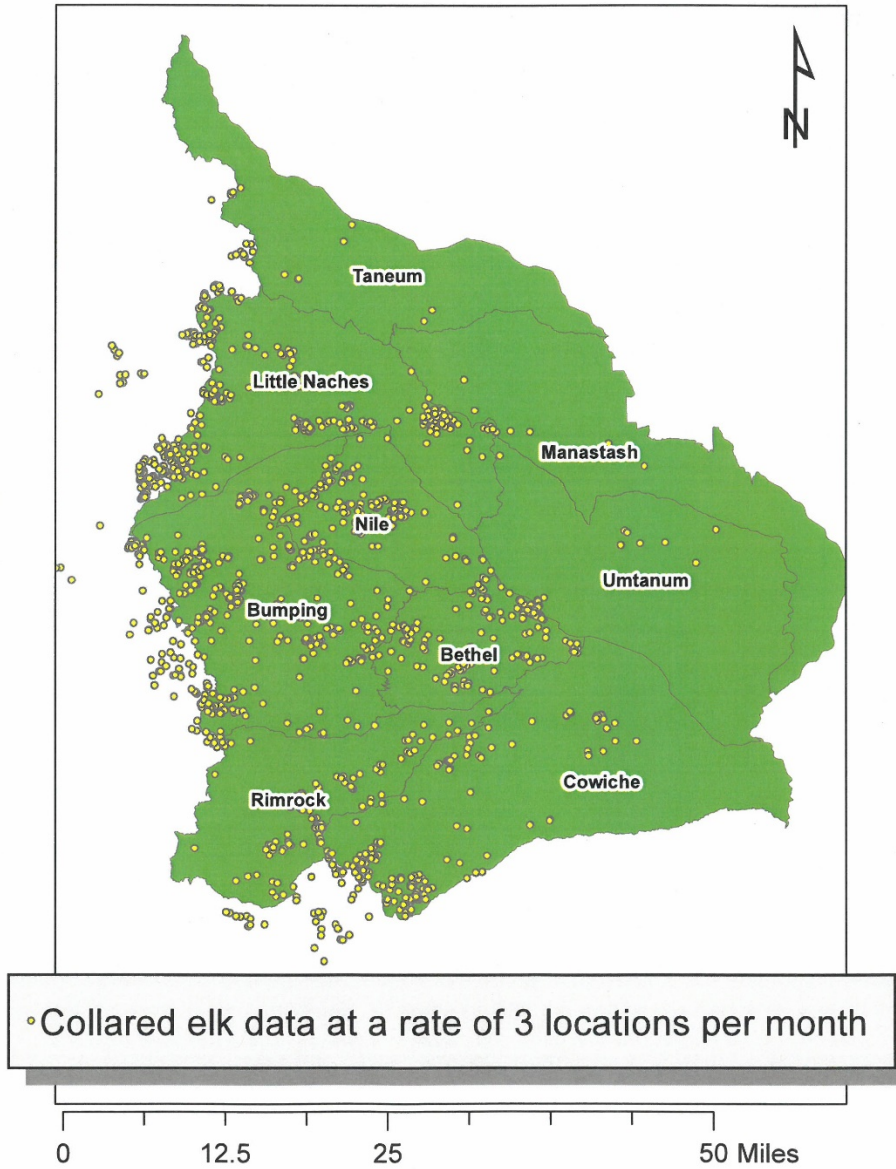 N
Taneum
Little Naches
Manastash
Nile
Umtanum
Bumping
Bethel
Cowiche
Rimrock
Collared elk data at a rate of 3 locations per month
0 12.5 25 50 Miles